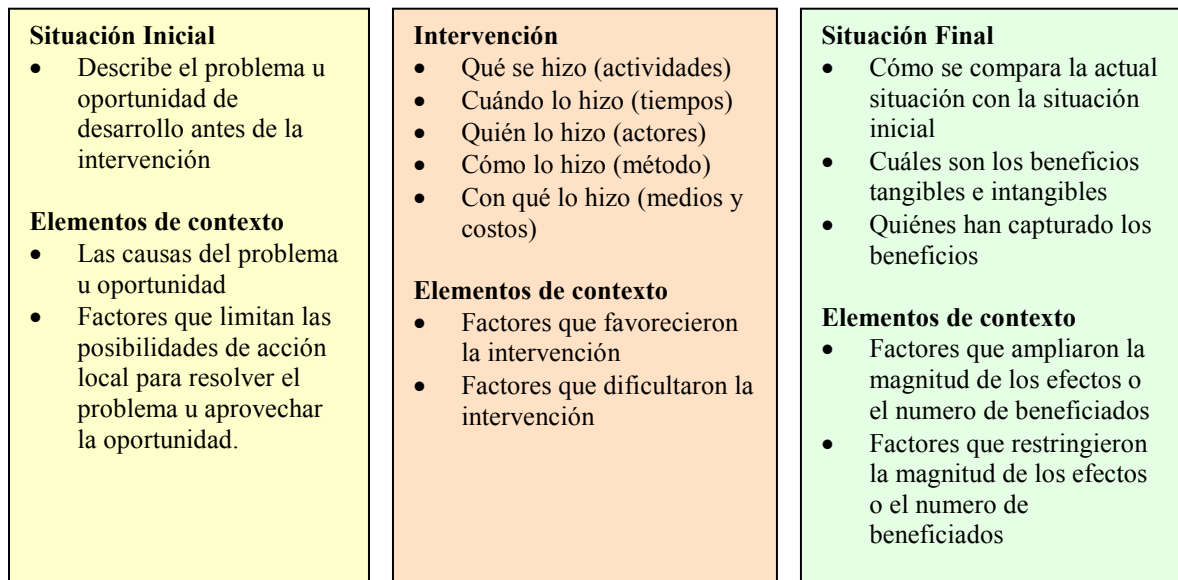 Situación Inicial
• Describe el problema u
oportunidad de
desarrollo antes de la
intervención
Elementos de contexto
• Las causas del problema
u oportunidad
• Factores que limitan las
posibilidades de acción
local para resolver el
problema u aprovechar
la oportunidad.
Intervención
• Qué se hizo (actividades)
• Cuándo lo hizo (tiempos)
• Quién lo hizo (actores)
• Cómo lo hizo (método)
• Con qué lo hizo (medios y
costos)
Elementos de contexto
• Factores que favorecieron
la intervención
• Factores que dificultaron la
intervención
Situación Final
• Cómo se compara la actual
situación con la situación
inicial
• Cuáles son los beneficios
tangibles e intangibles
• Quiénes han capturado los
beneficios
Elementos de contexto
• Factores que ampliaron la
magnitud de los efectos o
el numero de beneficiados
• Factores que restringieron
la magnitud de los efectos
o el numero de
beneficiados